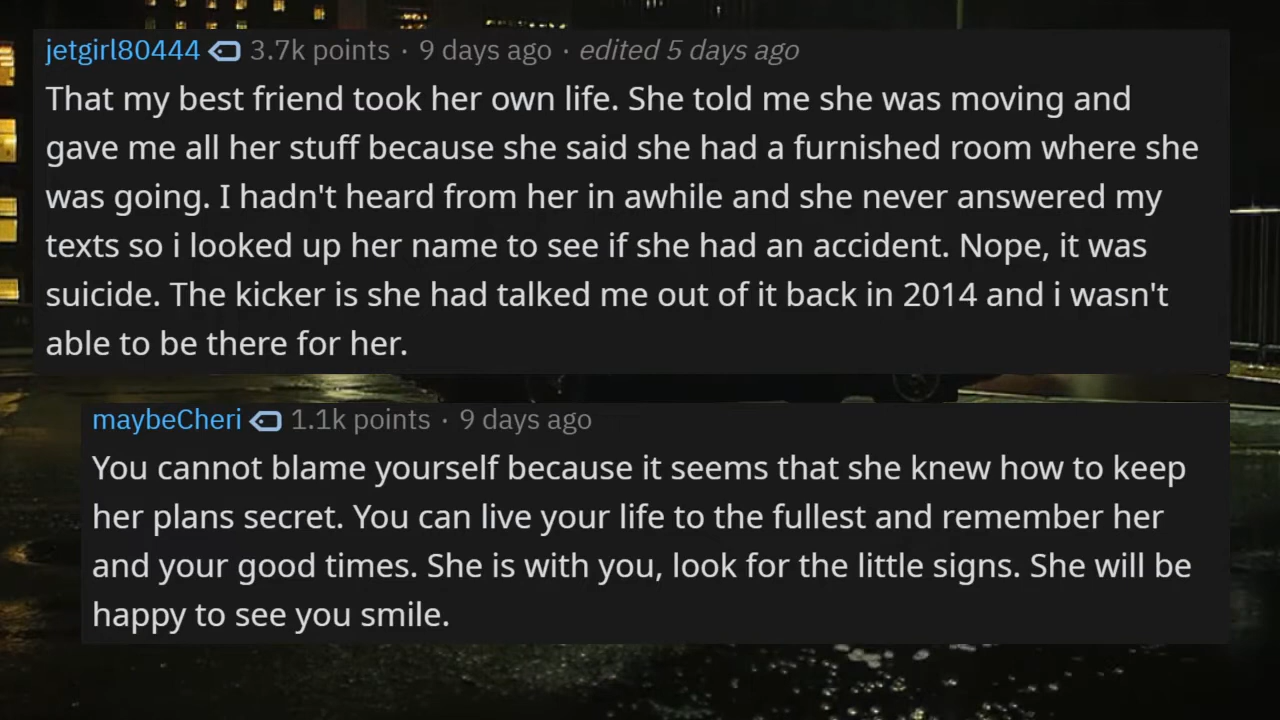 jetgirl80444 3.7k points · 9 days ago · edited 5 days ago
That my best friend took her own life. She told me she was moving and
gave me all her stuff because she said she had a furnished room where she
was going. I hadn't heard from her in awhile and she never answered my
texts so i looked up her name to see if she had an accident. Nope, it was
suicide. The kicker is she had talked me out of it back in 2014 and i wasn't
able to be there for her.
maybeCheri 1.1k points · 9 days ago
You cannot blame yourself because it seems that she knew how to keep
her plans secret. You can live your life to the fullest and remember her
and your good times. She is with you, look for the little signs. She will be
happy to see you smile.